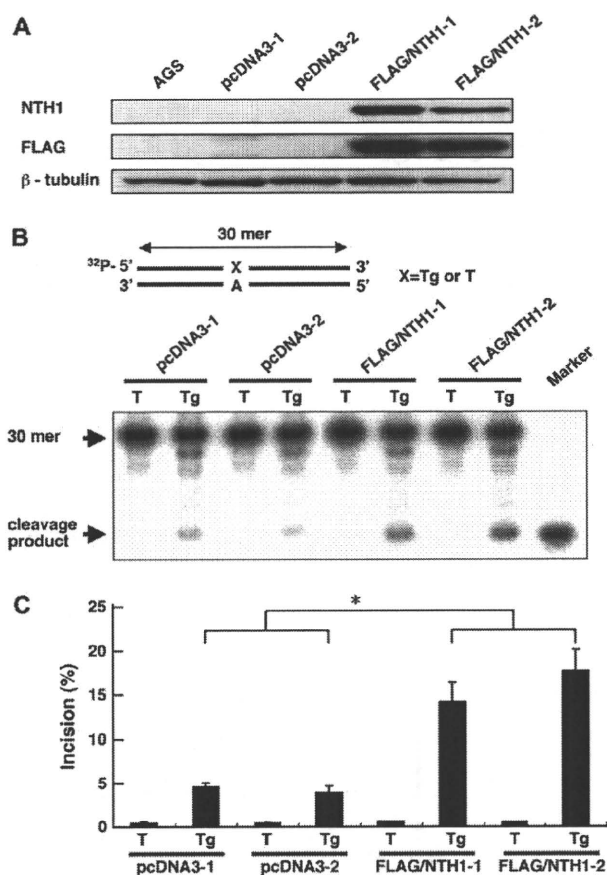 A
AGS pcDNA3-1 pcDNA3-2 FLAG/NTH1-1 FLAG/NTH1-2
NTH1
FLAG
β - tubulin
B
30 mer
³²P- 5' X 3'
3' A 5'
X=Tg or T
pcDNA3-1 pcDNA3-2 FLAG/NTH1-1 FLAG/NTH1-2 Marker
T Tg T Tg T Tg T Tg
30 mer
cleavage
product
C
*
Incision (%)
25
20
15
10
5
0
T Tg T Tg T Tg T Tg
pcDNA3-1 pcDNA3-2 FLAG/NTH1-1 FLAG/NTH1-2